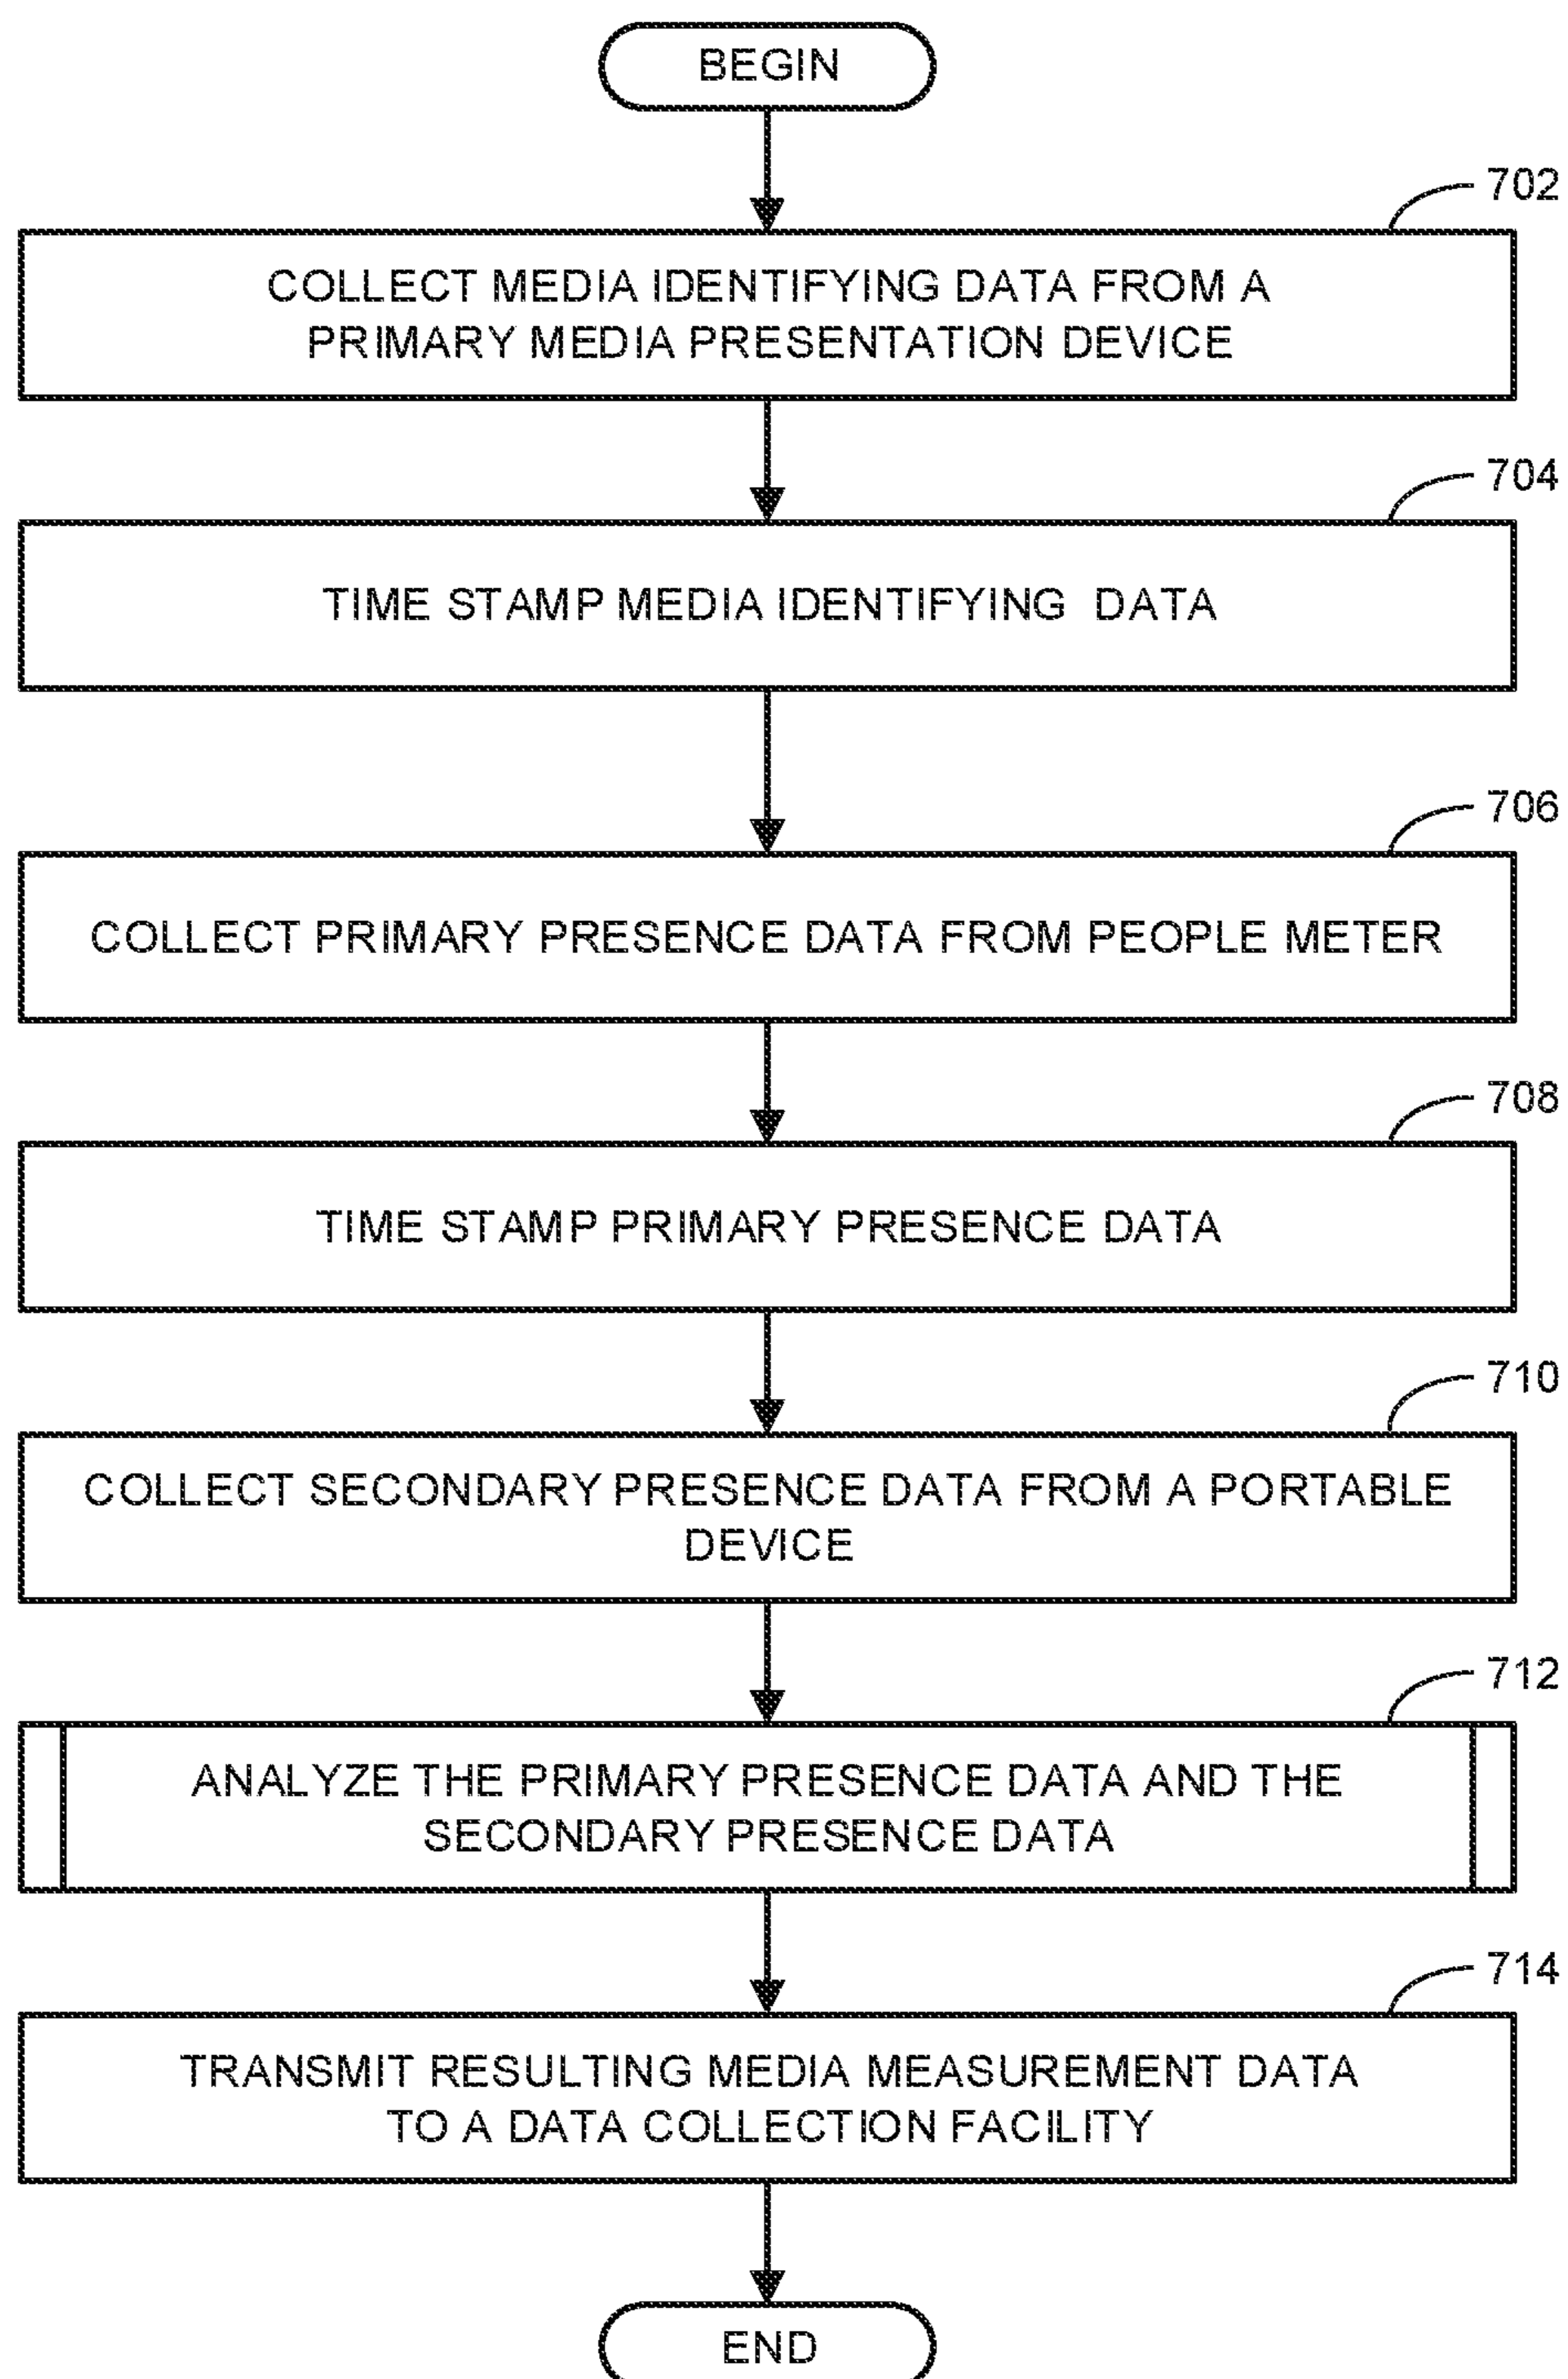 BEGIN
702
COLLECT MEDIA IDENTIFYING DATA FROM A
PRIMARY MEDIA PRESENTATION DEVICE
704
TIME STAMP MEDIA IDENTIFYING DATA
706
COLLECT PRIMARY PRESENCE DATA FROM PEOPLE METER
708
TIME STAMP PRIMARY PRESENCE DATA
710
COLLECT SECONDARY PRESENCE DATA FROM A PORTABLE
DEVICE
712
ANALYZE THE PRIMARY PRESENCE DATA AND THE
SECONDARY PRESENCE DATA
714
TRANSMIT RESULTING MEDIA MEASUREMENT DATA
TO A DATA COLLECTION FACILITY
END